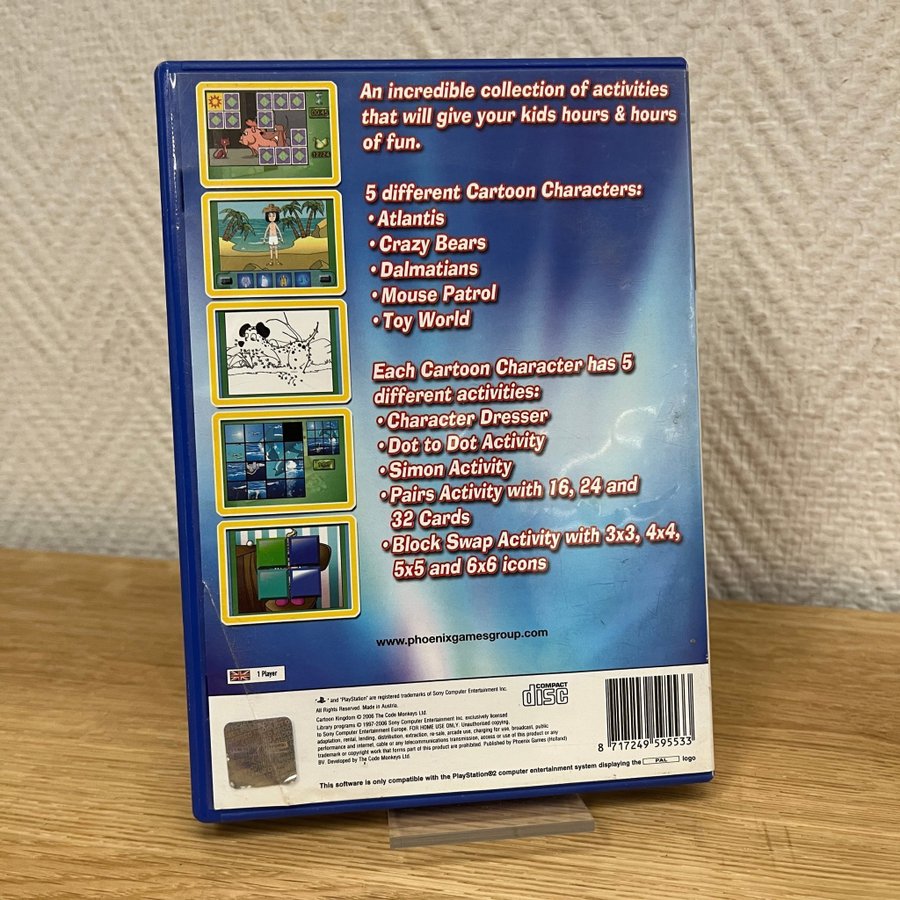 An incredible collection of activities
that will give your kids hours & hours
of fun.
5 different Cartoon Characters:
•Atlantis
•Crazy Bears
•Dalmatians
•Mouse Patrol
•Toy World
Each Cartoon Character has 5
different activities:
•Character Dresser
•Dot to Dot Activity
•Simon Activity
•Pairs Activity with 16, 24 and
32 Cards
•Block Swap Activity with 3x3, 4x4,
5x5 and 6x6 icons
www.phoenixgamesgroup.com
1 Player
" " and "PlayStation" are registered trademarks of Sony Computer Entertainment Inc.
All Rights Reserved. Made in Austria.
Cartoon Kingdom © 2006 The Code Monkeys Ltd.
Library programs © 1997-2006 Sony Computer Entertainment Inc. exclusively licensed
to Sony Computer Entertainment Europe. FOR HOME USE ONLY. Unauthorised copying,
adaptation, rental, lending, distribution, extraction, re-sale, arcade use, charging for use, broadcast, public
performance and internet, cable or any telecommunications transmission, access or use of this product or any
trademark or copyright work that forms part of this product are prohibited. Published by Phoenix Games (Holland)
BV. Developed by The Code Monkeys Ltd.
COMPACT
disc
8 717249 595533
This software is only compatible with the PlayStation®2 computer entertainment system displaying the PAL logo